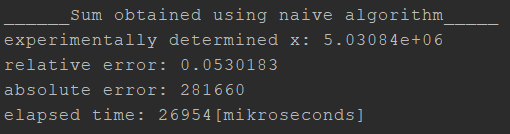 ______Sum obtained using naive algorithm_____
experimentally determined x: 5.03084e+06
relative error: 0.0530183
absolute error: 281660
elapsed time: 26954[mikroseconds]